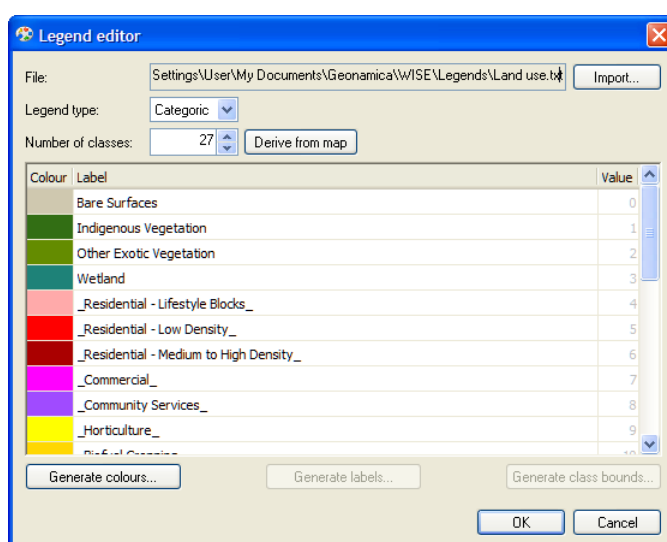 Legend editor
File: Settings\User\My Documents\Geonamica\WISE\Legends\Land use.txt Import...
Legend type: Categoric
Number of classes: 27 Derive from map
Colour Label Value
Bare Surfaces 0
Indigenous Vegetation 1
Other Exotic Vegetation 2
Wetland 3
_Residential - Lifestyle Blocks_ 4
_Residential - Low Density_ 5
_Residential - Medium to High Density_ 6
_Commercial_ 7
_Community Services_ 8
_Horticulture_ 9
Generate colours... Generate labels... Generate class bounds...
OK Cancel